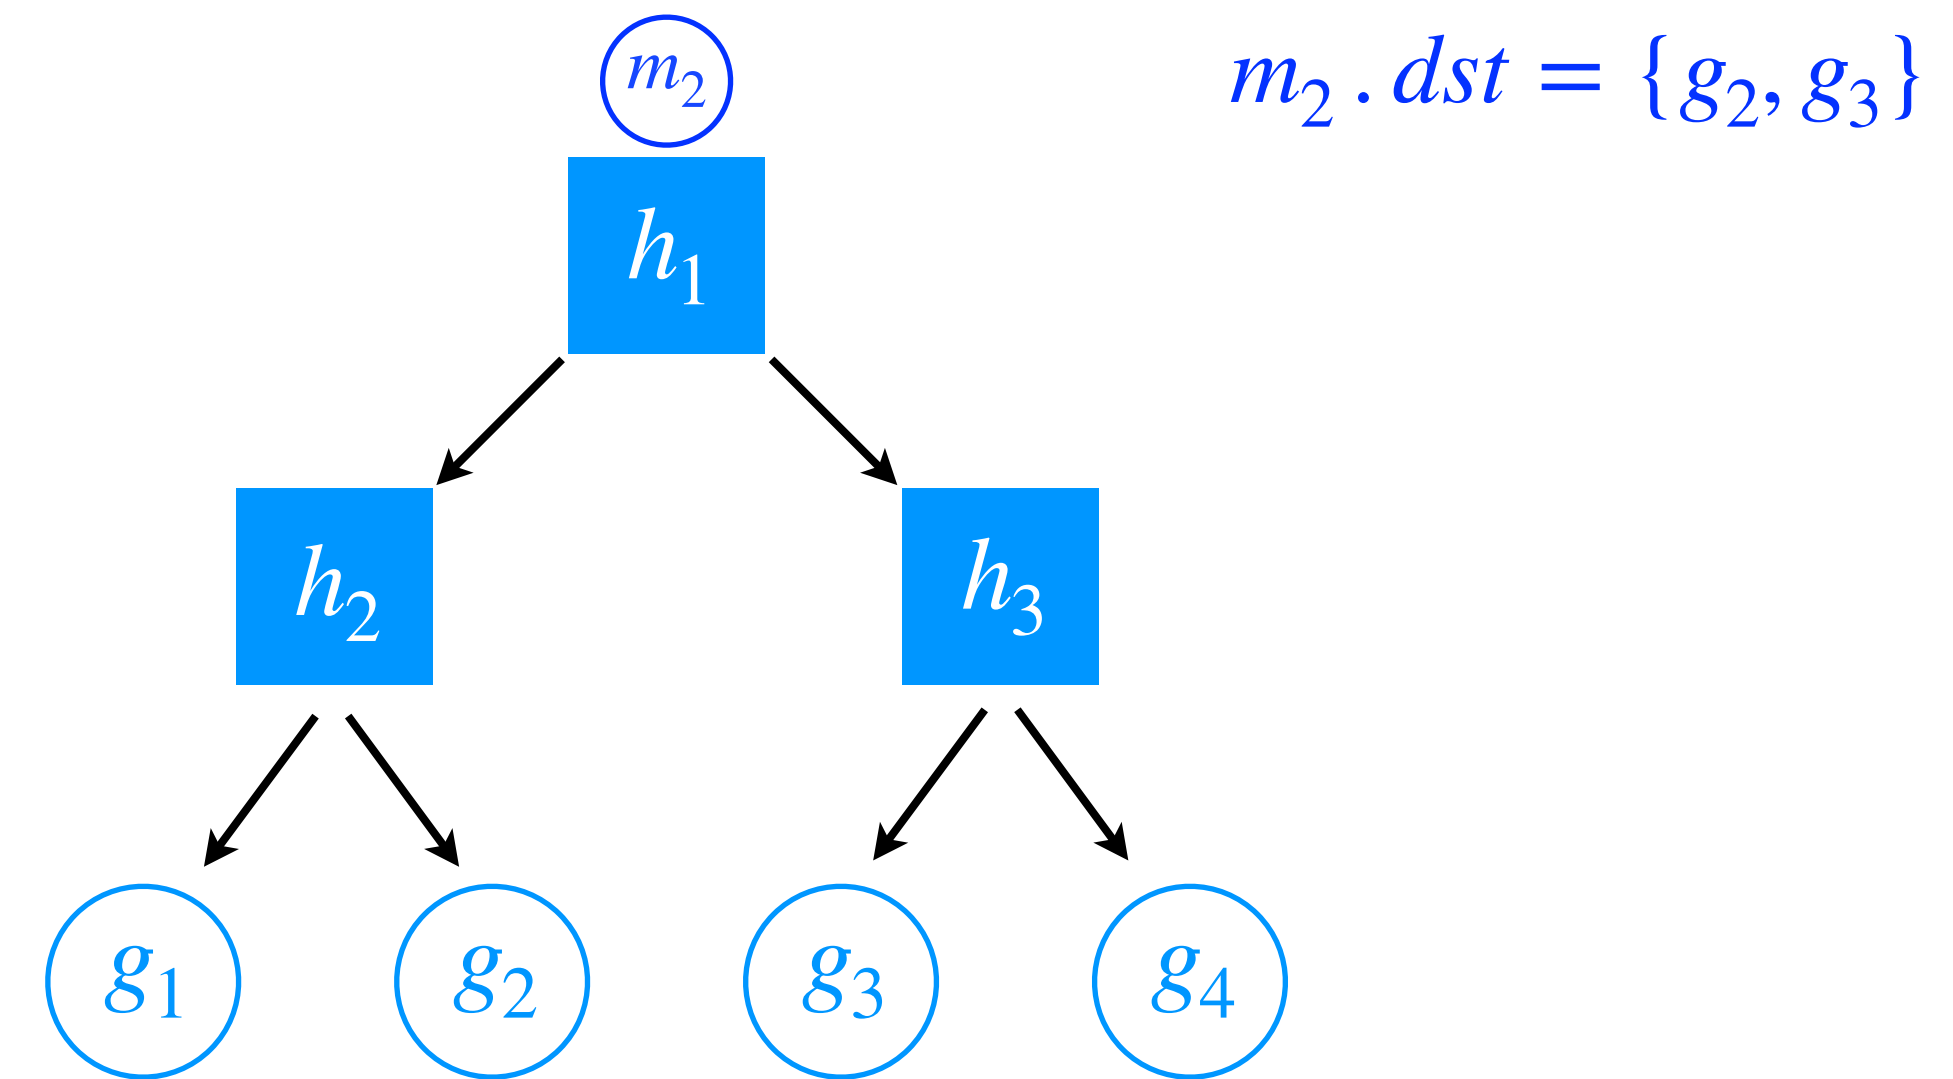 m₂
m₂ . dst = {g₂, g₃}
h₁
h₂
h₃
g₁
g₂
g₃
g₄